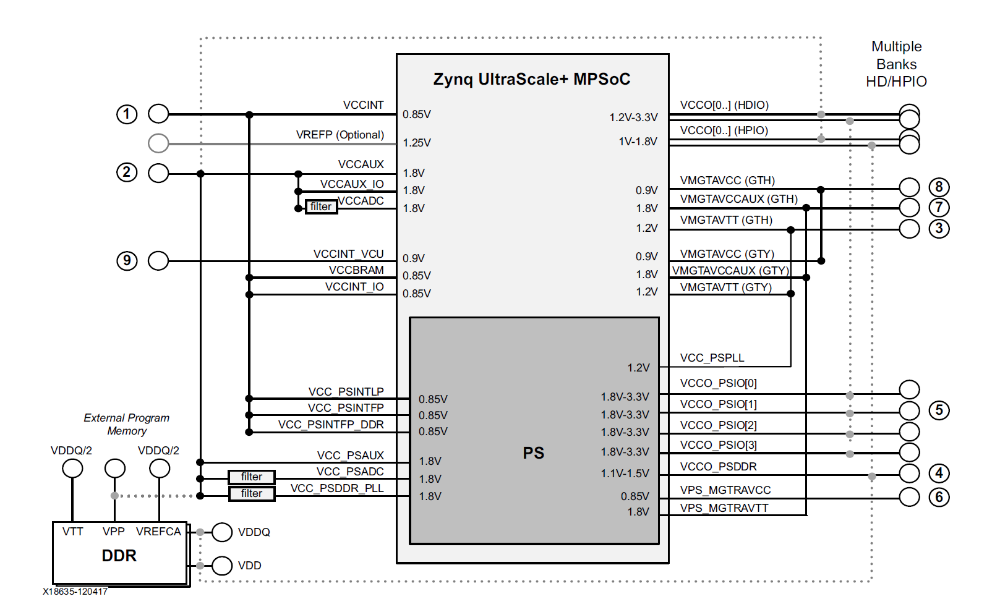 Multiple
Banks
HD/HPIO
Zynq UltraScale+ MPSoC
1
VCCINT
0.85V
VREFP (Optional)
1.25V
2
VCCAUX
1.8V
VCCAUX_IO
1.8V
filter
VCCADC
1.8V
9
VCCINT_VCU
0.9V
VCCBRAM
0.85V
VCCINT_IO
0.85V
1.2V-3.3V
VCCO[0..] (HDIO)
1V-1.8V
VCCO[0..] (HPIO)
0.9V
VMGTAVCC (GTH)
8
1.8V
VMGTAVCCAUX (GTH)
7
1.2V
VMGTAVTT (GTH)
3
0.9V
VMGTAVCC (GTY)
1.8V
VMGTAVCCAUX (GTY)
1.2V
VMGTAVTT (GTY)
PS
VCC_PSINTLP
0.85V
VCC_PSINTFP
0.85V
VCC_PSINTFP_DDR
0.85V
VCC_PSAUX
1.8V
filter
VCC_PSADC
1.8V
filter
VCC_PSDDR_PLL
1.8V
1.2V
VCC_PSPLL
1.8V-3.3V
VCCO_PSIO[0]
1.8V-3.3V
VCCO_PSIO[1]
5
1.8V-3.3V
VCCO_PSIO[2]
1.8V-3.3V
VCCO_PSIO[3]
1.1V-1.5V
VCCO_PSDDR
4
0.85V
VPS_MGTRAVCC
6
1.8V
VPS_MGTRAVTT
External Program
Memory
VDDQ/2
VDDQ/2
VTT
VPP
VREFCA
DDR
VDDQ
VDD
X18635-120417